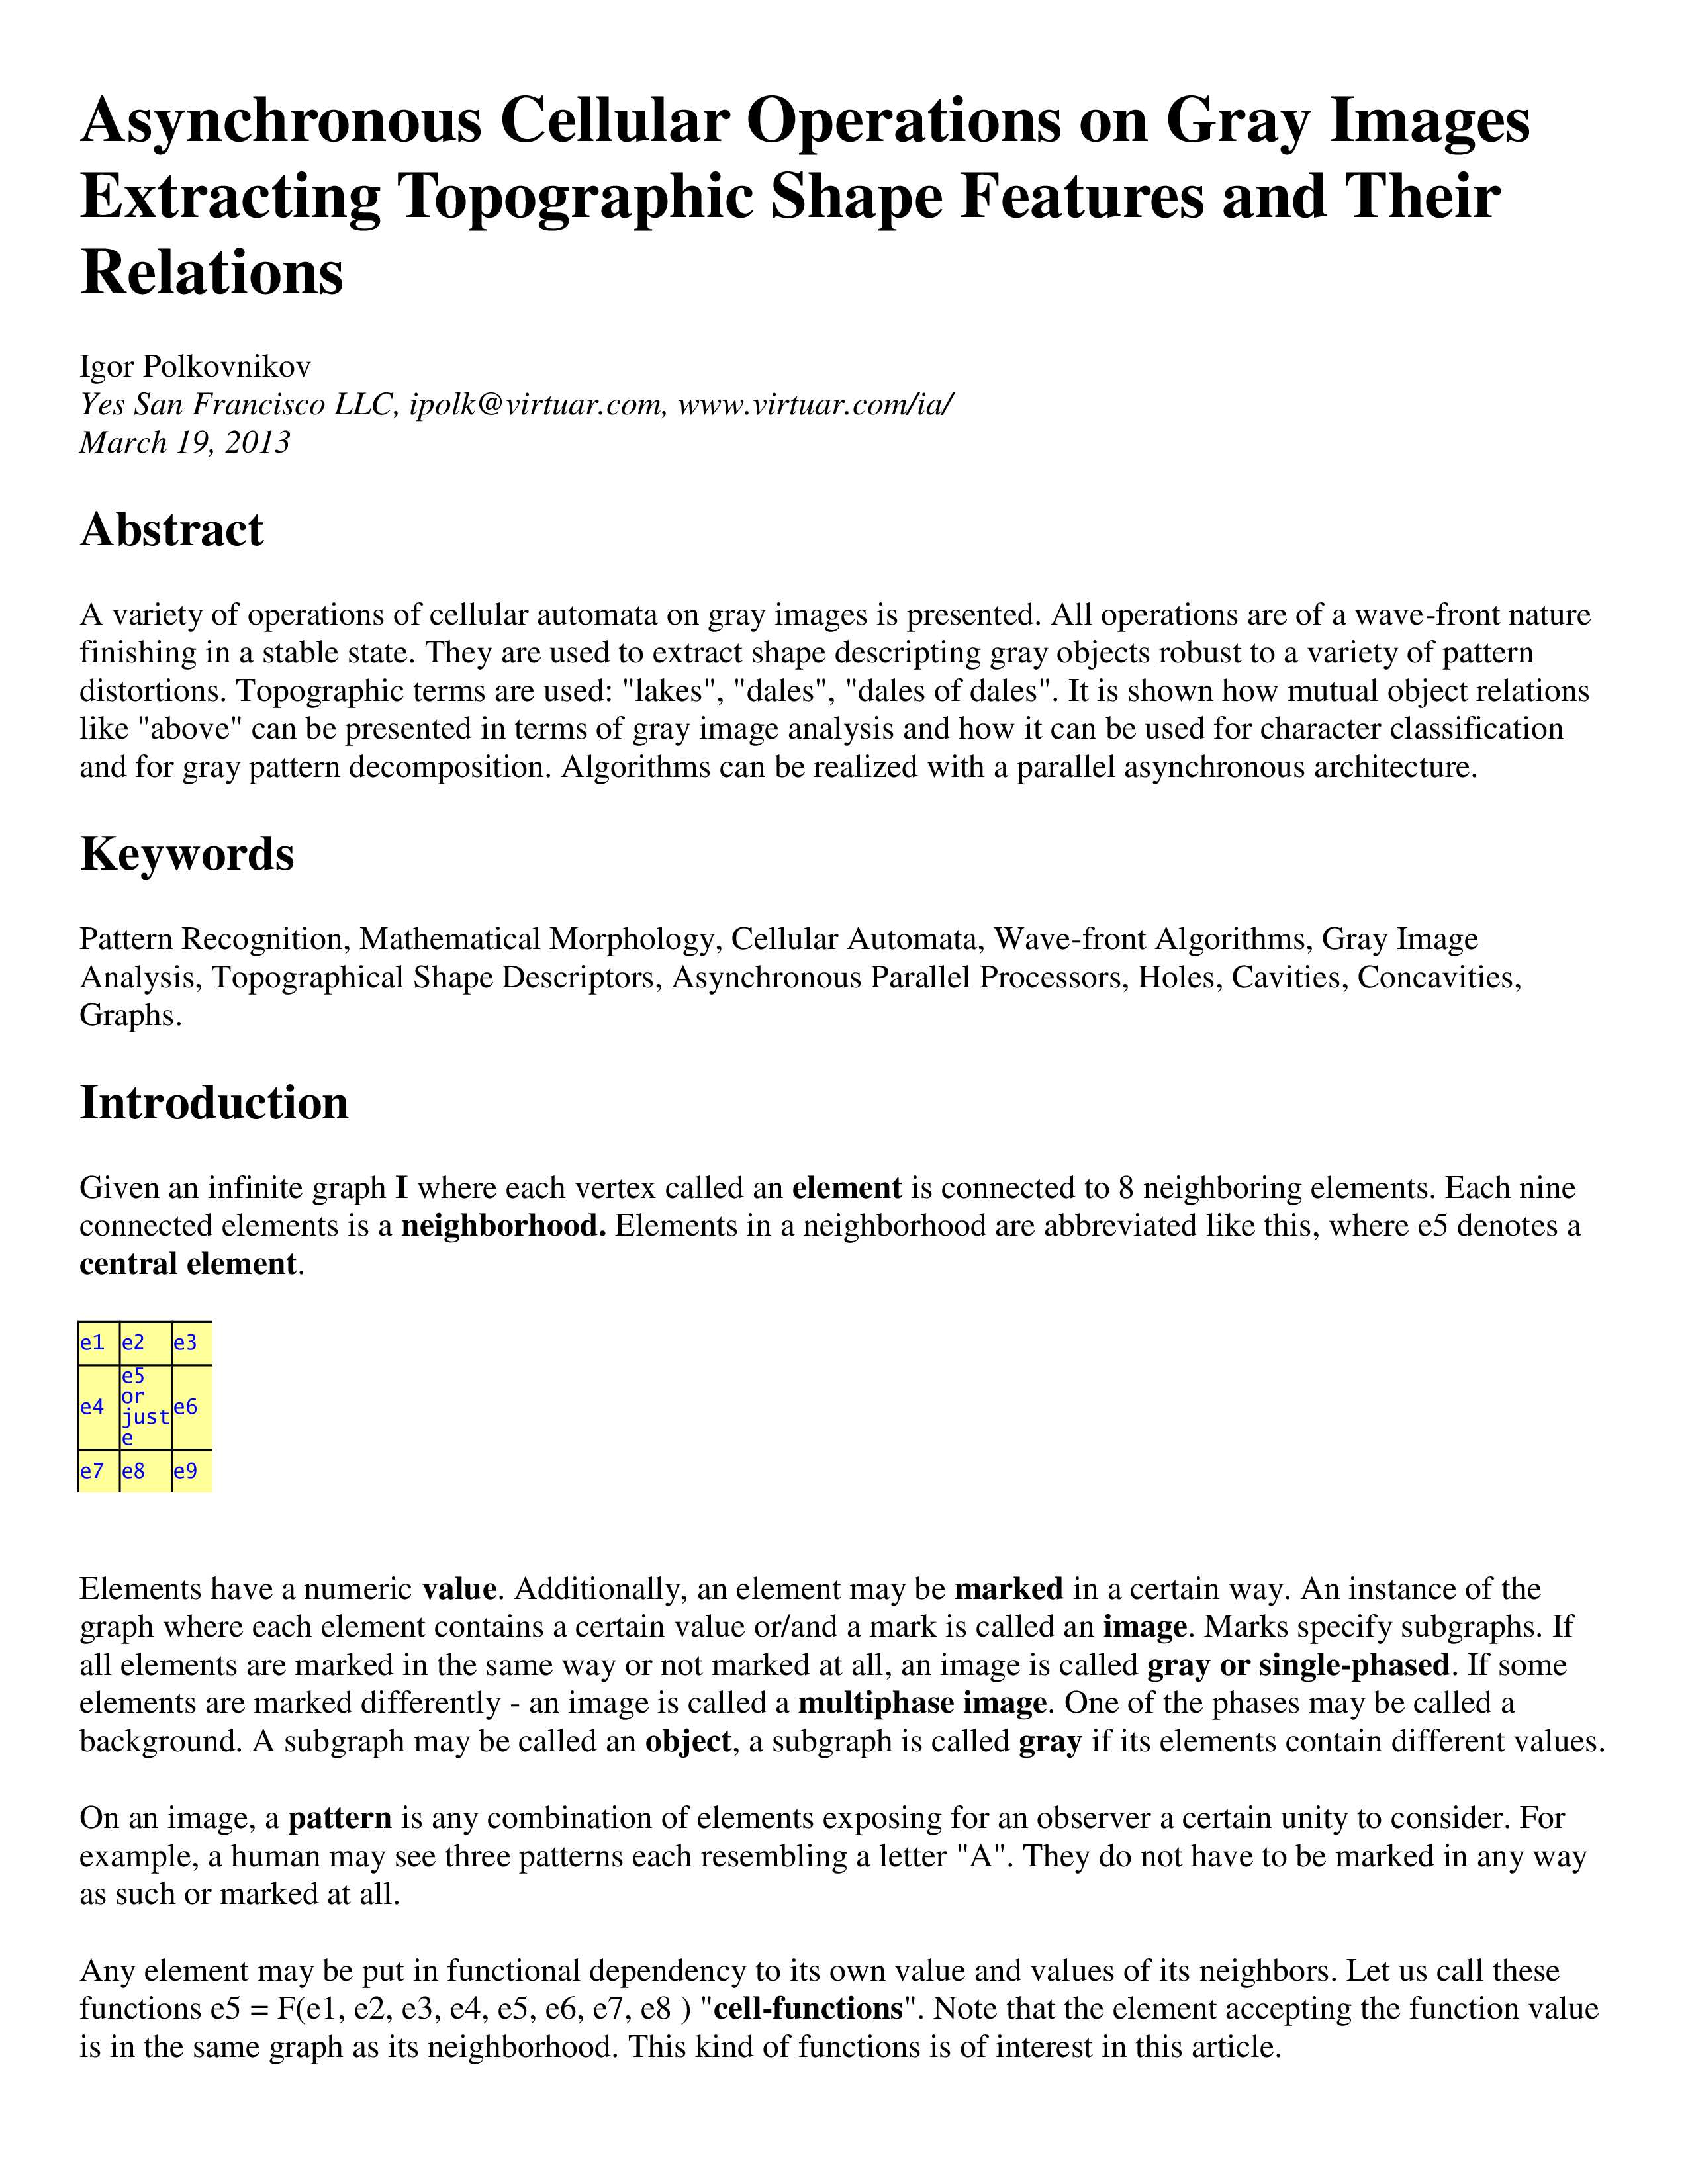 Asynchronous Cellular Operations on Gray Images
Extracting Topographic Shape Features and Their
Relations
Igor Polkovnikov
Yes San Francisco LLC, ipolk@virtuar.com, www.virtuar.com/ia/
March 19, 2013
Abstract
A variety of operations of cellular automata on gray images is presented. All operations are of a wave-front nature
finishing in a stable state. They are used to extract shape descripting gray objects robust to a variety of pattern
distortions. Topographic terms are used: "lakes", "dales", "dales of dales". It is shown how mutual object relations
like "above" can be presented in terms of gray image analysis and how it can be used for character classification
and for gray pattern decomposition. Algorithms can be realized with a parallel asynchronous architecture.
Keywords
Pattern Recognition, Mathematical Morphology, Cellular Automata, Wave-front Algorithms, Gray Image
Analysis, Topographical Shape Descriptors, Asynchronous Parallel Processors, Holes, Cavities, Concavities,
Graphs.
Introduction
Given an infinite graph I where each vertex called an element is connected to 8 neighboring elements. Each nine
connected elements is a neighborhood. Elements in a neighborhood are abbreviated like this, where e5 denotes a
central element.
e1 e2 e3
e4 e5 or just e e6
e7 e8 e9
Elements have a numeric value. Additionally, an element may be marked in a certain way. An instance of the
graph where each element contains a certain value or/and a mark is called an image. Marks specify subgraphs. If
all elements are marked in the same way or not marked at all, an image is called gray or single-phased. If some
elements are marked differently - an image is called a multiphase image. One of the phases may be called a
background. A subgraph may be called an object, a subgraph is called gray if its elements contain different values.
On an image, a pattern is any combination of elements exposing for an observer a certain unity to consider. For
example, a human may see three patterns each resembling a letter "A". They do not have to be marked in any way
as such or marked at all.
Any element may be put in functional dependency to its own value and values of its neighbors. Let us call these
functions e5 = F(e1, e2, e3, e4, e5, e6, e7, e8 ) "cell-functions". Note that the element accepting the function value
is in the same graph as its neighborhood. This kind of functions is of interest in this article.